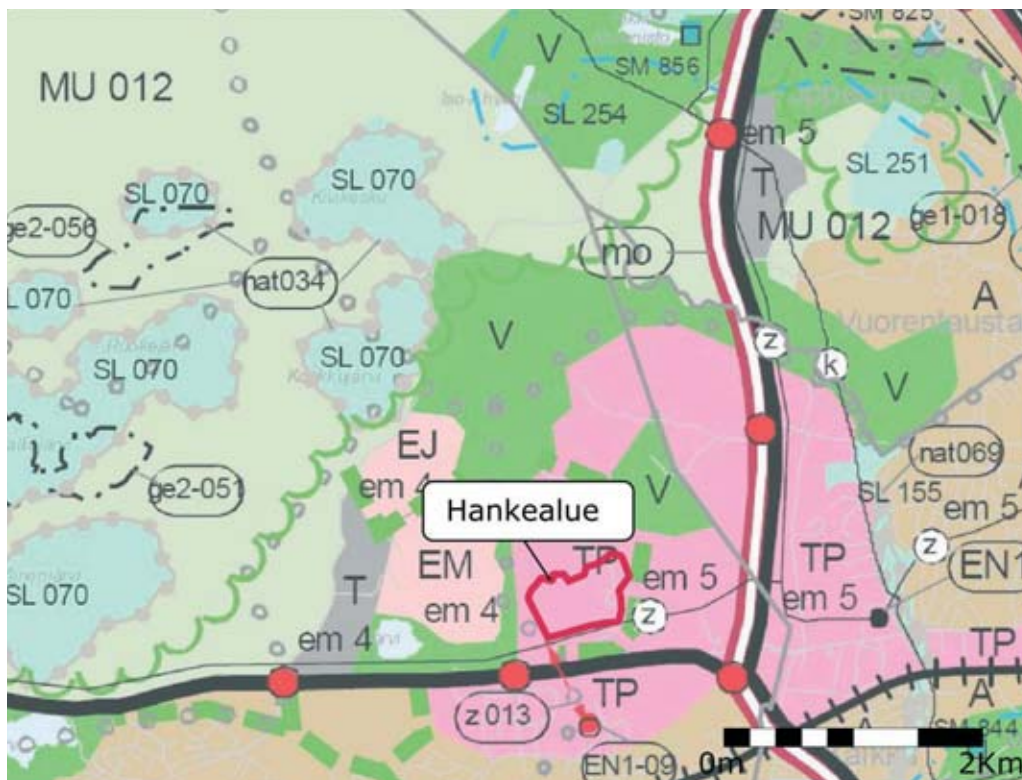 SM 825
MU 012
V
SM 856
V
SL 254
em 5
SL 251
SL 070
SL 070
T
ge1-018
MU 012
ge2-056
mo
nat034
A
SL 070
V
Vuorentausta
z
SL 070
SL 070
k
V
EJ
nat069
em 4
V
SL 155
ge2-051
em 5
Hankealue
z
EM
TP
TP
EN1
em 5
em 5
T
em 4
SL 070
z
em 4
TP
TP
z 013
A
A
SM 844
EN1-09
0m
2Km